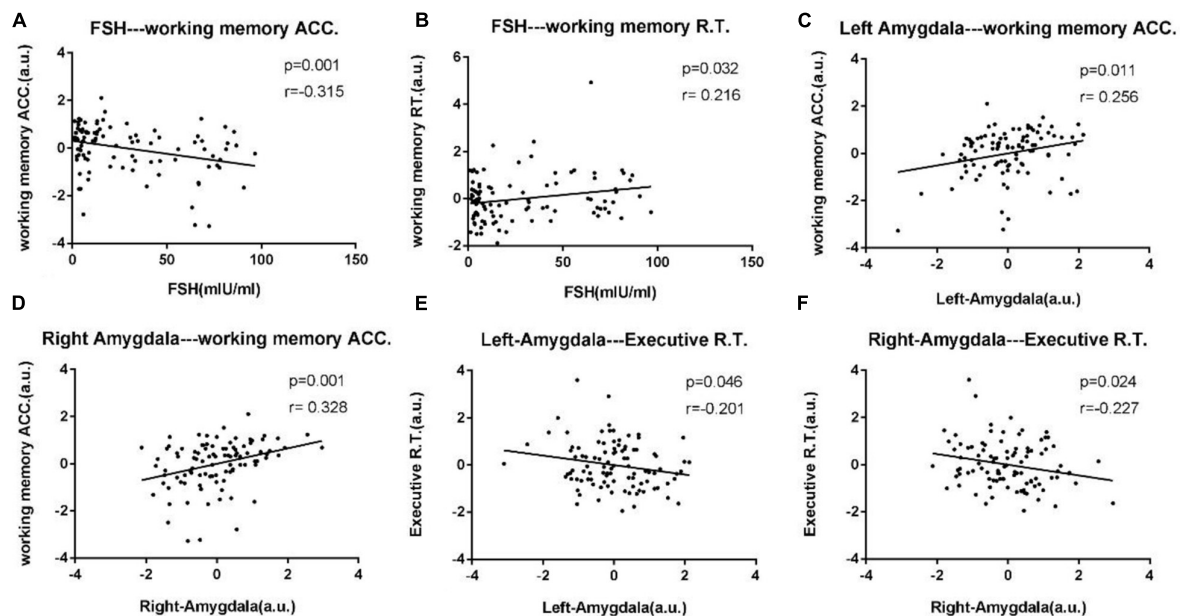 A
FSH---working memory ACC.
p=0.001
r=-0.315
working memory ACC.(a.u.)
4
2
0
-2
-4
0
50
100
150
FSH(mIU/ml)
B
FSH---working memory R.T.
p=0.032
r= 0.216
working memory RT.(a.u.)
6
4
2
0
-2
0
50
100
150
FSH(mIU/ml)
C
Left Amygdala---working memory ACC.
p=0.011
r= 0.256
working memory ACC.(a.u.)
4
2
0
-2
-4
-4
-2
0
2
4
Left-Amygdala(a.u.)
D
Right Amygdala---working memory ACC.
p=0.001
r= 0.328
working memory ACC.(a.u.)
4
2
0
-2
-4
-4
-2
0
2
4
Right-Amygdala(a.u.)
E
Left-Amygdala---Executive R.T.
p=0.046
r=-0.201
Executive R.T.(a.u.)
4
2
0
-2
-4
-4
-2
0
2
4
Left-Amygdala(a.u.)
F
Right-Amygdala---Executive R.T.
p=0.024
r=-0.227
Executive R.T.(a.u.)
4
2
0
-2
-4
-4
-2
0
2
4
Right-Amygdala(a.u.)